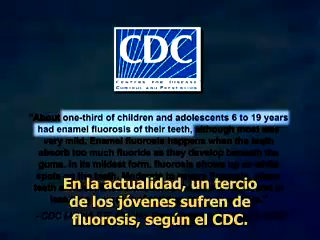 CDC
CENTERS FOR DISEASE
CONTROL AND PREVENTION
"About one-third of children and adolescents 6 to 19 years
had enamel fluorosis of their teeth, although most was
very mild. Enamel fluorosis happens when the teeth
absorb too much fluoride as they develop beneath the
gums. In its mildest form, fluorosis shows up as white
spots
teeth
En la actualidad, un tercio
de los jóvenes sufren de
fluorosis, según el CDC.